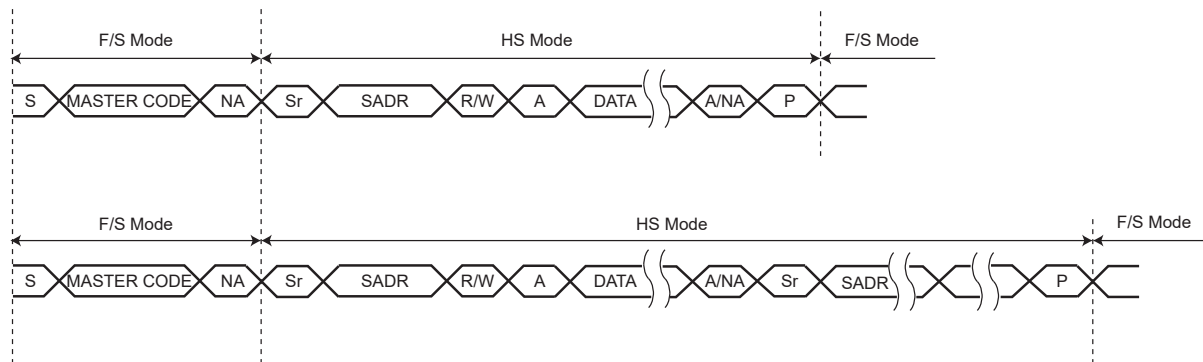 F/S Mode HS Mode F/S Mode
S MASTER CODE NA Sr SADR R/W A DATA A/NA P
F/S Mode HS Mode F/S Mode
S MASTER CODE NA Sr SADR R/W A DATA A/NA Sr SADR P